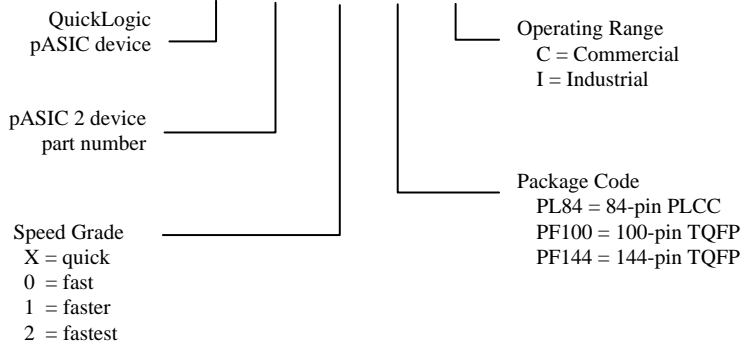 QuickLogic
pASIC device
pASIC 2 device
part number
Speed Grade
X = quick
0 = fast
1 = faster
2 = fastest
Operating Range
C = Commercial
I = Industrial
Package Code
PL84 = 84-pin PLCC
PF100 = 100-pin TQFP
PF144 = 144-pin TQFP